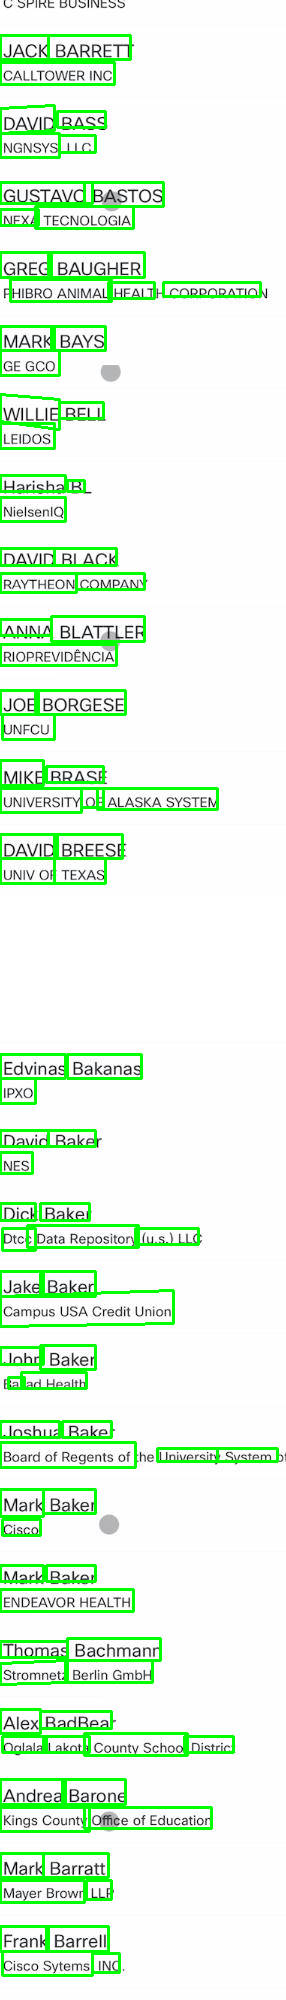 C SPIRE BUSINESS
JACK BARRETT
CALLTOWER INC
DAVID BASS
NGNSYS LLC
GUSTAVO BASTOS
NEXA TECNOLOGIA
GREG BAUGHER
PHIBRO ANIMAL HEALTH CORPORATION
MARK BAYS
GE GCO
WILLIE BELL
LEIDOS
Harisha BL
NielsenIQ
DAVID BLACK
RAYTHEON COMPANY
ANNA BLATTLER
RIOPREVIDÊNCIA
JOE BORGESE
UNFCU
MIKE BRASE
UNIVERSITY OF ALASKA SYSTEM
DAVID BREESE
UNIV OF TEXAS
Edvinas Bakanas
IPXO
David Baker
NES
Dick Baker
Dtcc Data Repository (u.s.) LLC
Jake Baker
Campus USA Credit Union
John Baker
Ballad Health
Joshua Baker
Board of Regents of the University System of
Mark Baker
Cisco
Mark Baker
ENDEAVOR HEALTH
Thomas Bachmann
Stromnetz Berlin GmbH
Alex BadBear
Oglala Lakota County School District
Andrea Barone
Kings County Office of Education
Mark Barratt
Mayer Brown LLP
Frank Barrell
Cisco Sytems INC.